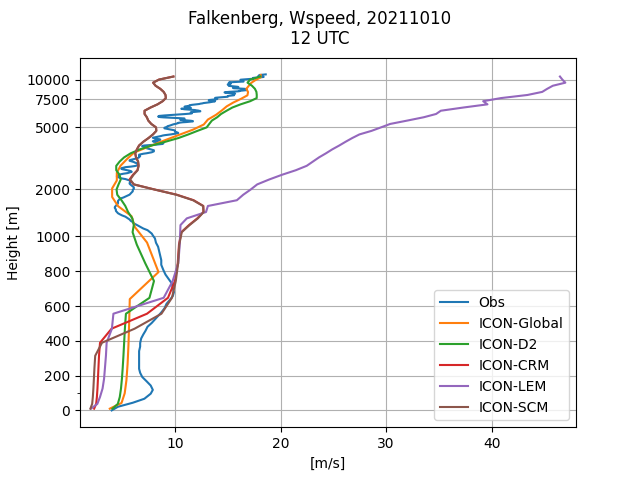 Falkenberg, Wspeed, 20211010
12 UTC
Height [m]
10000
7500
5000
2000
1000
800
600
400
200
0
Obs
ICON-Global
ICON-D2
ICON-CRM
ICON-LEM
ICON-SCM
10
20
30
40
[m/s]